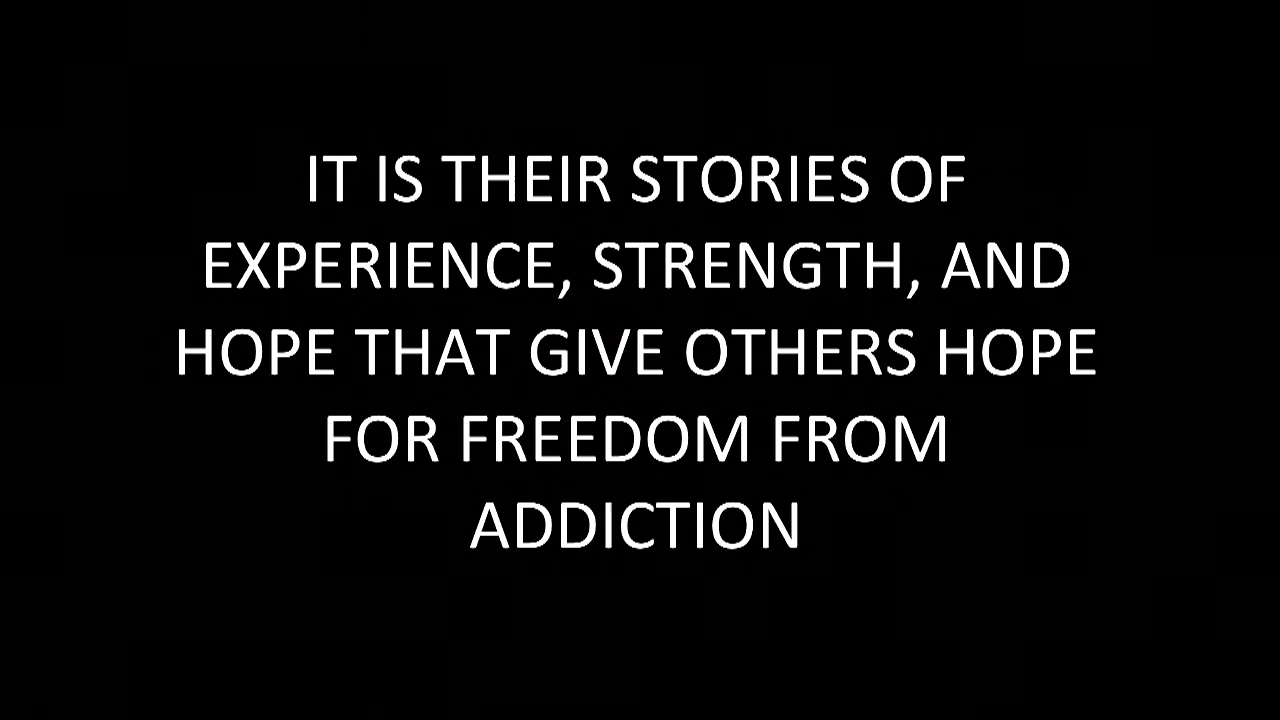 IT IS THEIR STORIES OF
EXPERIENCE, STRENGTH, AND
HOPE THAT GIVE OTHERS HOPE
FOR FREEDOM FROM
ADDICTION